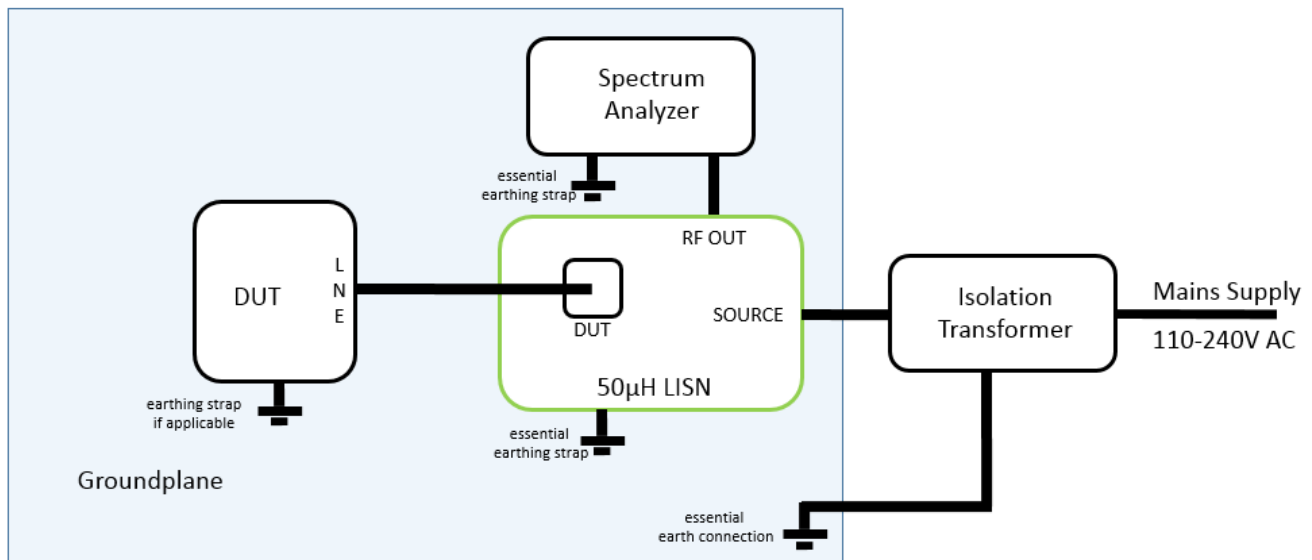 Spectrum
Analyzer
essential
earthing strap
RF OUT
L
N
E
DUT
DUT
SOURCE
50µH LISN
Isolation
Transformer
Mains Supply
110-240V AC
earthing strap
if applicable
essential
earthing strap
Groundplane
essential
earth connection